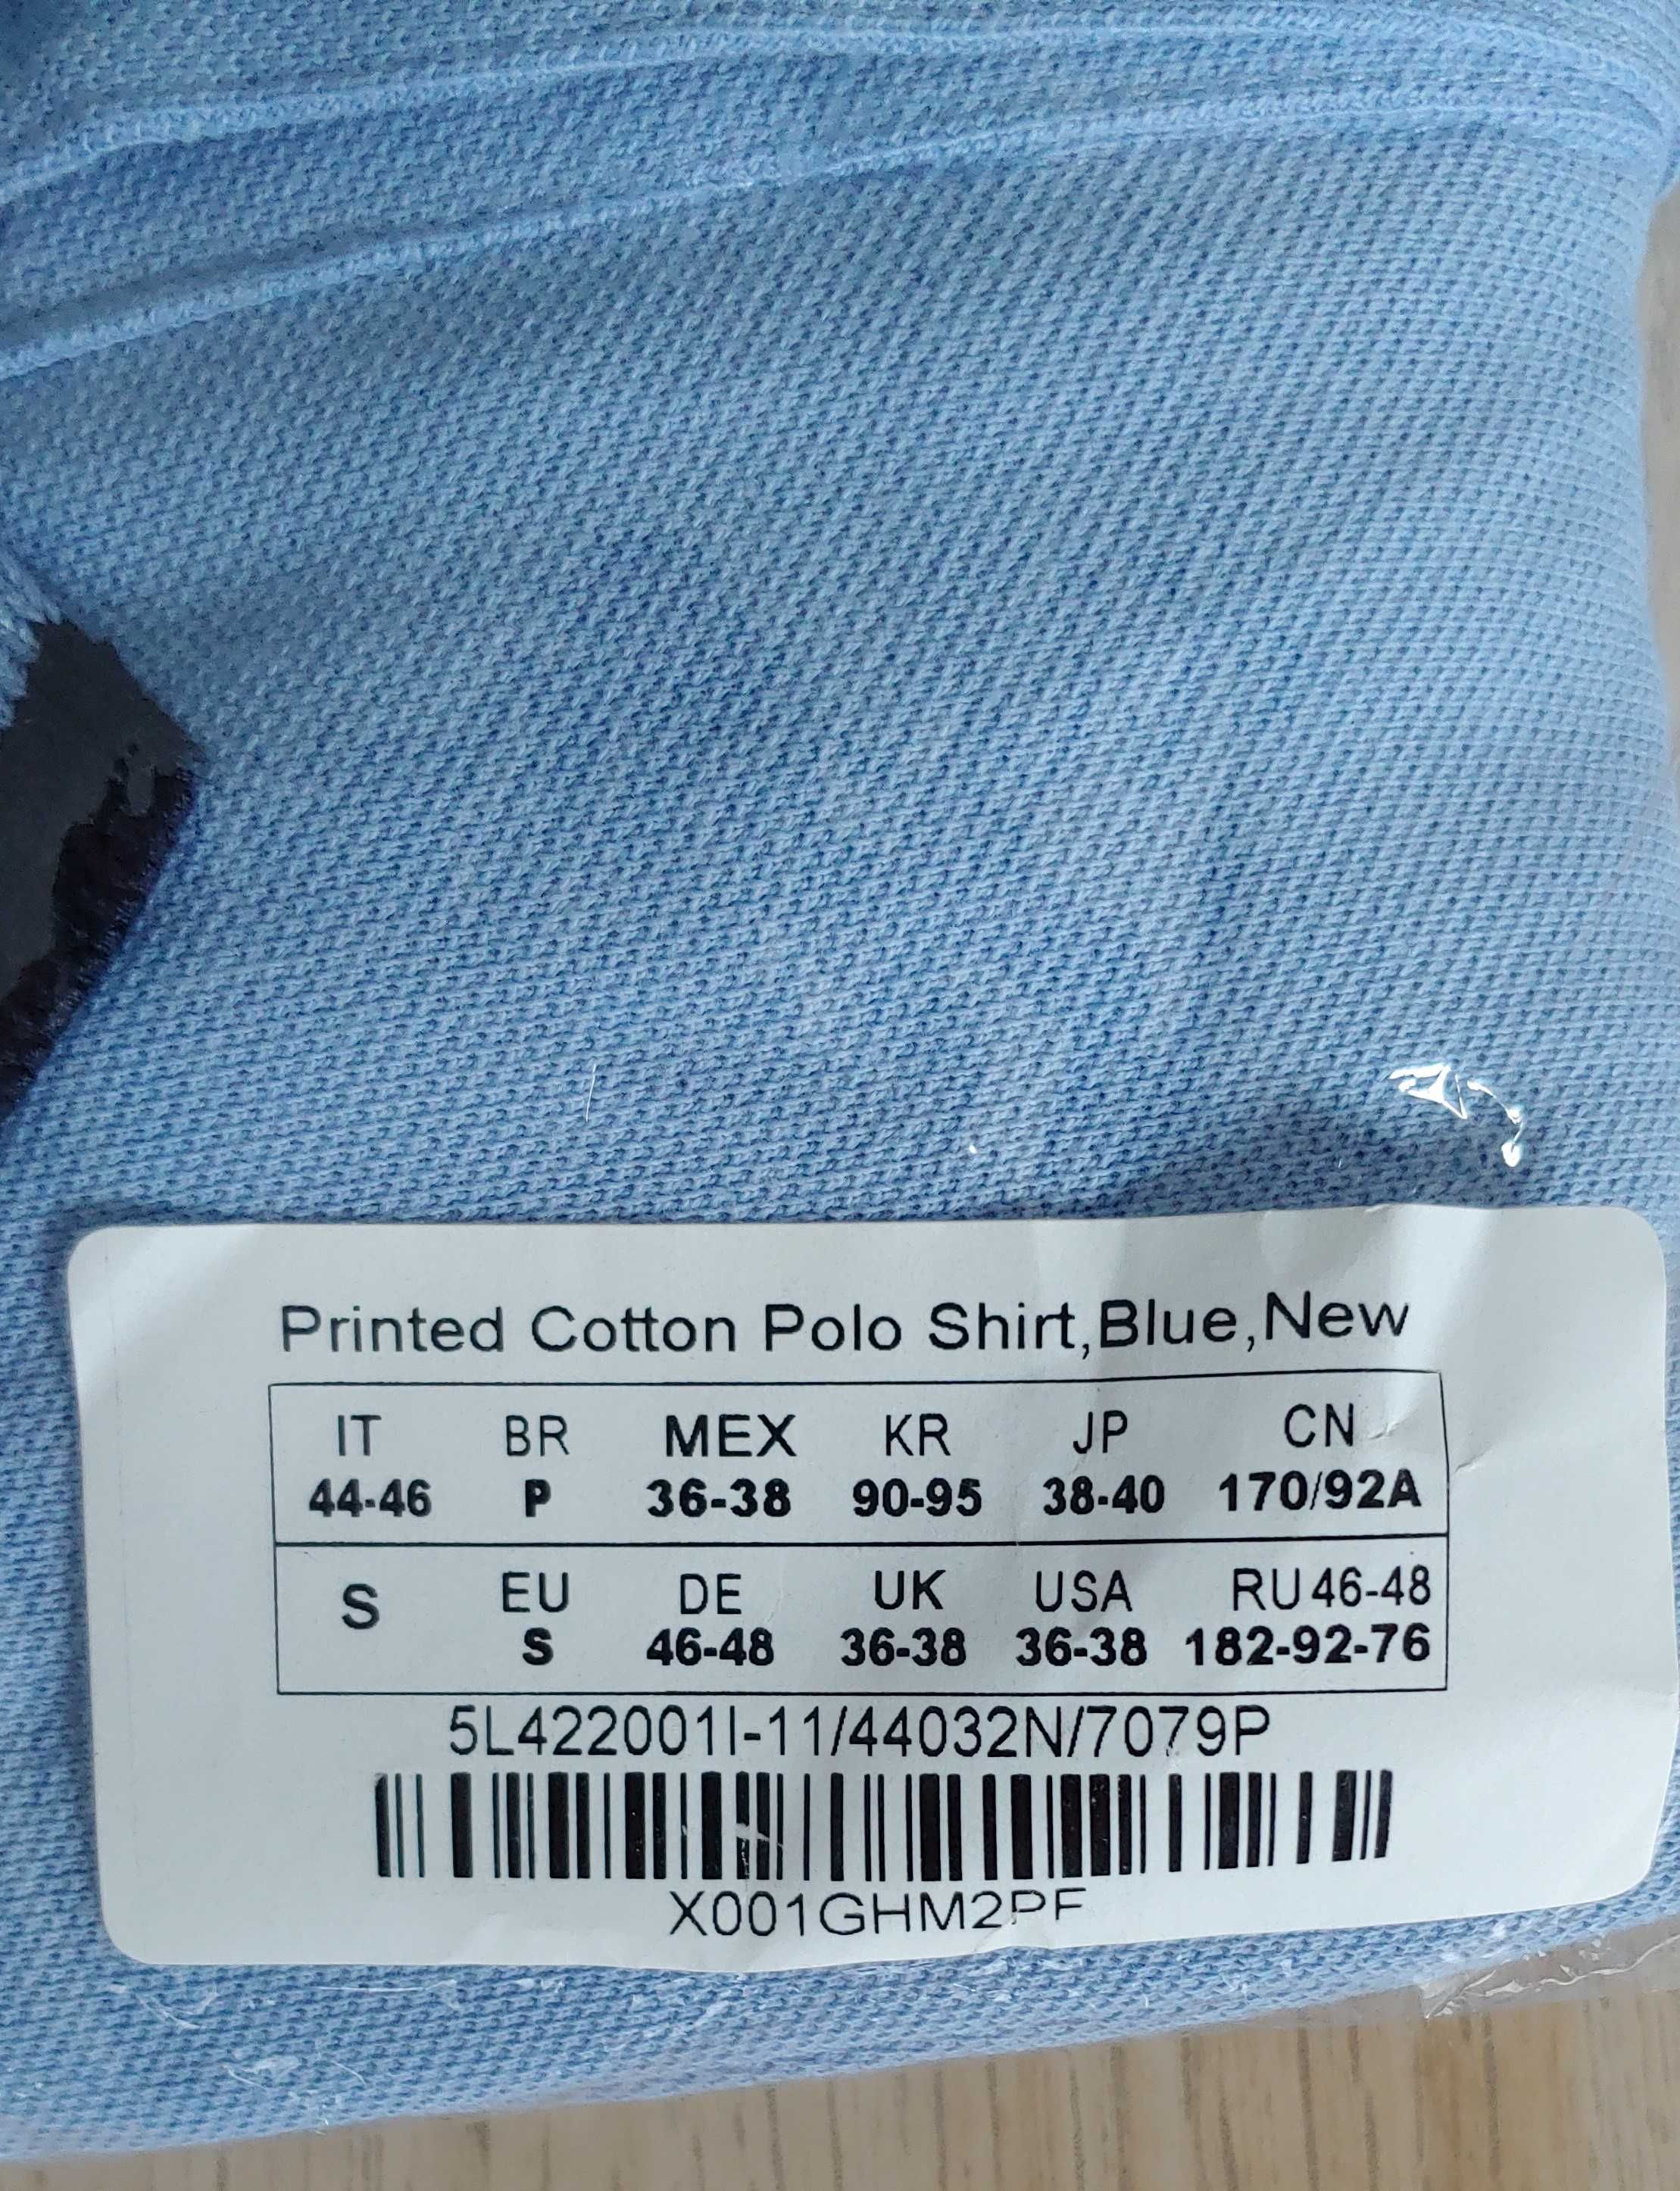 Printed Cotton Polo Shirt,Blue,New
IT BR MEX KR JP CN
44-46 P 36-38 90-95 38-40 170/92A
S EU DE UK USA RU 46-48
S 46-48 36-38 36-38 182-92-76
5L422001I-11/44032N/7079P
X001GHM2PF